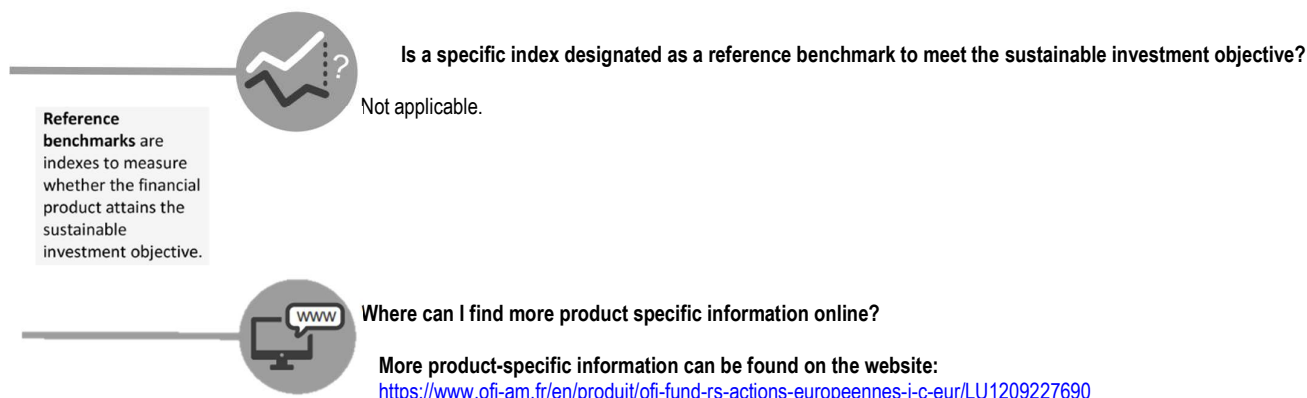 ?
Is a specific index designated as a reference benchmark to meet the sustainable investment objective?
Not applicable.
Reference
benchmarks are
indexes to measure
whether the financial
product attains the
sustainable
investment objective.
www
Where can I find more product specific information online?
More product-specific information can be found on the website:
https://www.ofi-am.fr/en/produit/ofi-fund-rs-actions-europeennes-i-c-eur/LU1209227690